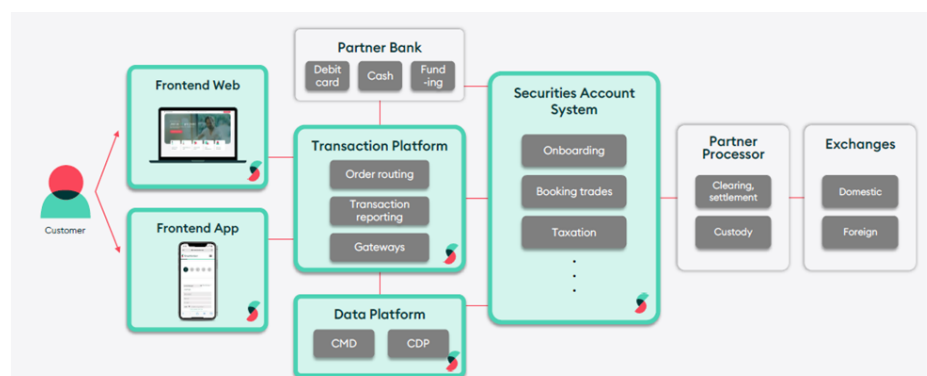 Customer
Frontend Web
Frontend App
Partner Bank
Debit
card
Cash
Fund
-ing
Transaction Platform
Order routing
Transaction
reporting
Gateways
Data Platform
CMD
CDP
Securities Account
System
Onboarding
Booking trades
Taxation
Partner
Processor
Clearing,
settlement
Custody
Exchanges
Domestic
Foreign